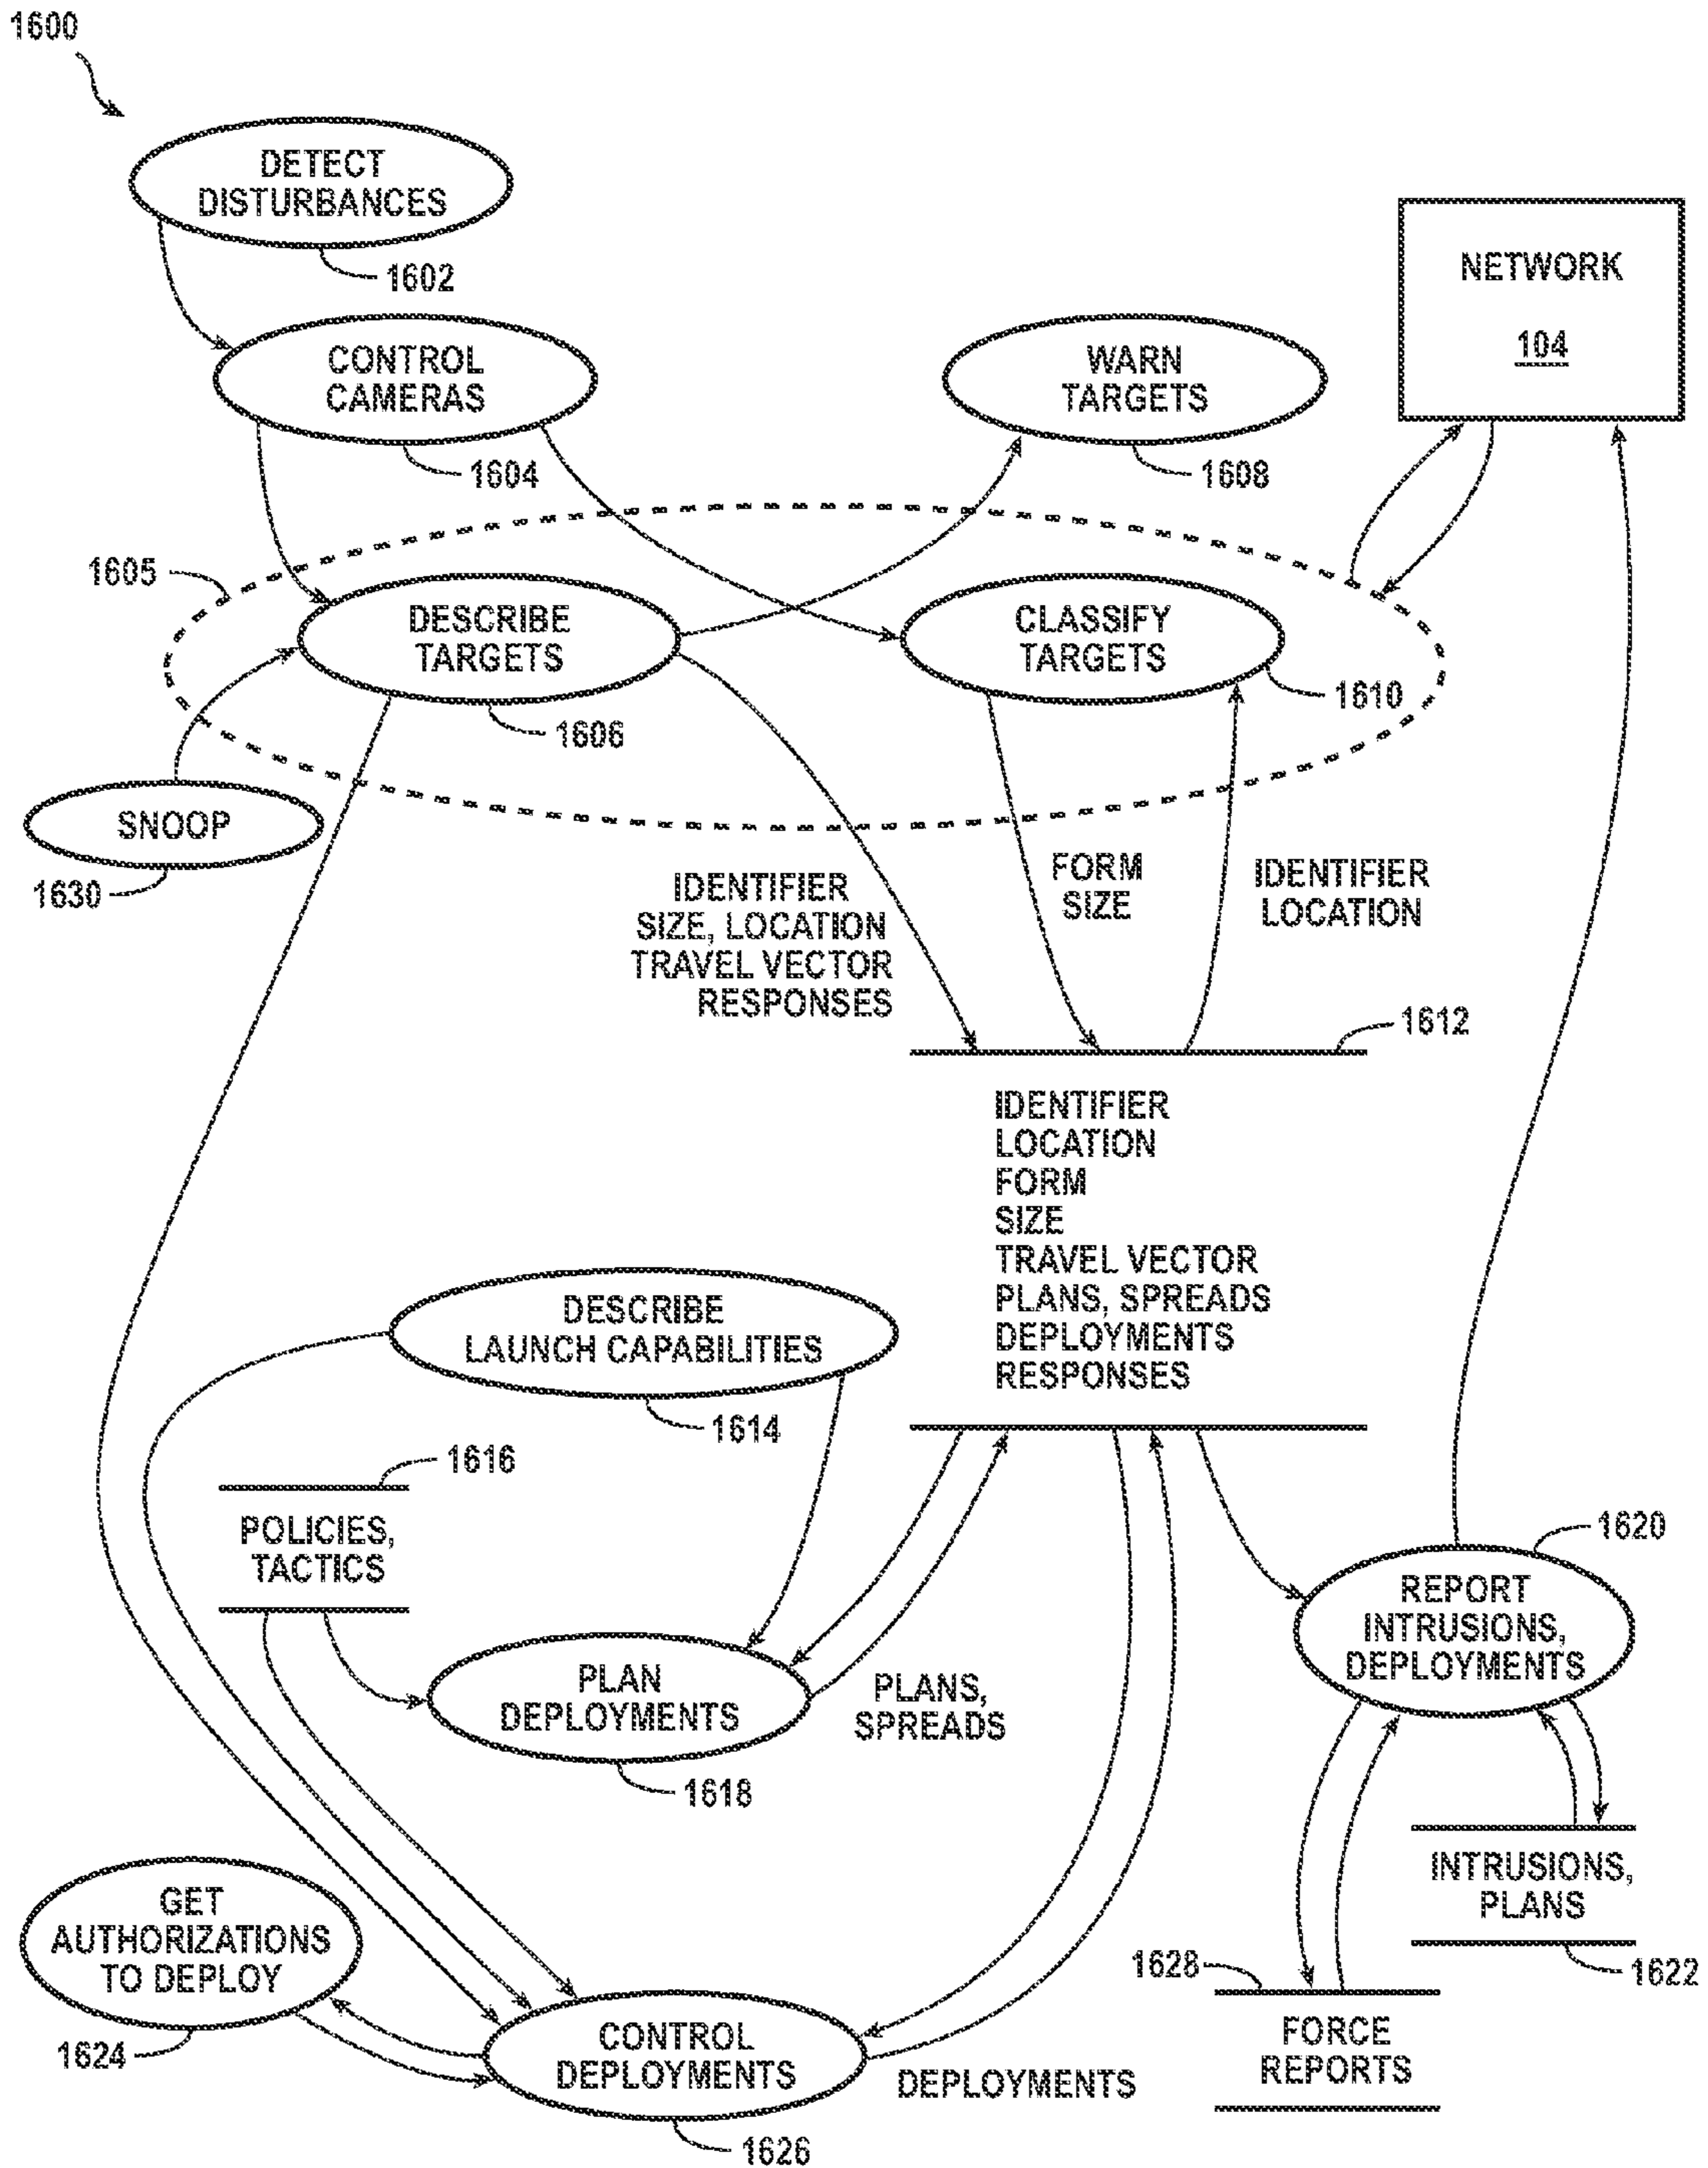 1600
DETECT
DISTURBANCES
1602
NETWORK
104
CONTROL
CAMERAS
1604
WARN
TARGETS
1608
1605
DESCRIBE
TARGETS
1606
CLASSIFY
TARGETS
1610
SNOOP
1630
IDENTIFIER
SIZE, LOCATION
TRAVEL VECTOR
RESPONSES
FORM
SIZE
IDENTIFIER
LOCATION
1612
IDENTIFIER
LOCATION
FORM
SIZE
TRAVEL VECTOR
PLANS, SPREADS
DEPLOYMENTS
RESPONSES
DESCRIBE
LAUNCH CAPABILITIES
1614
1616
POLICIES,
TACTICS
PLAN
DEPLOYMENTS
1618
PLANS,
SPREADS
1620
REPORT
INTRUSIONS,
DEPLOYMENTS
INTRUSIONS,
PLANS
1622
GET
AUTHORIZATIONS
TO DEPLOY
1624
CONTROL
DEPLOYMENTS
1626
DEPLOYMENTS
1628
FORCE
REPORTS